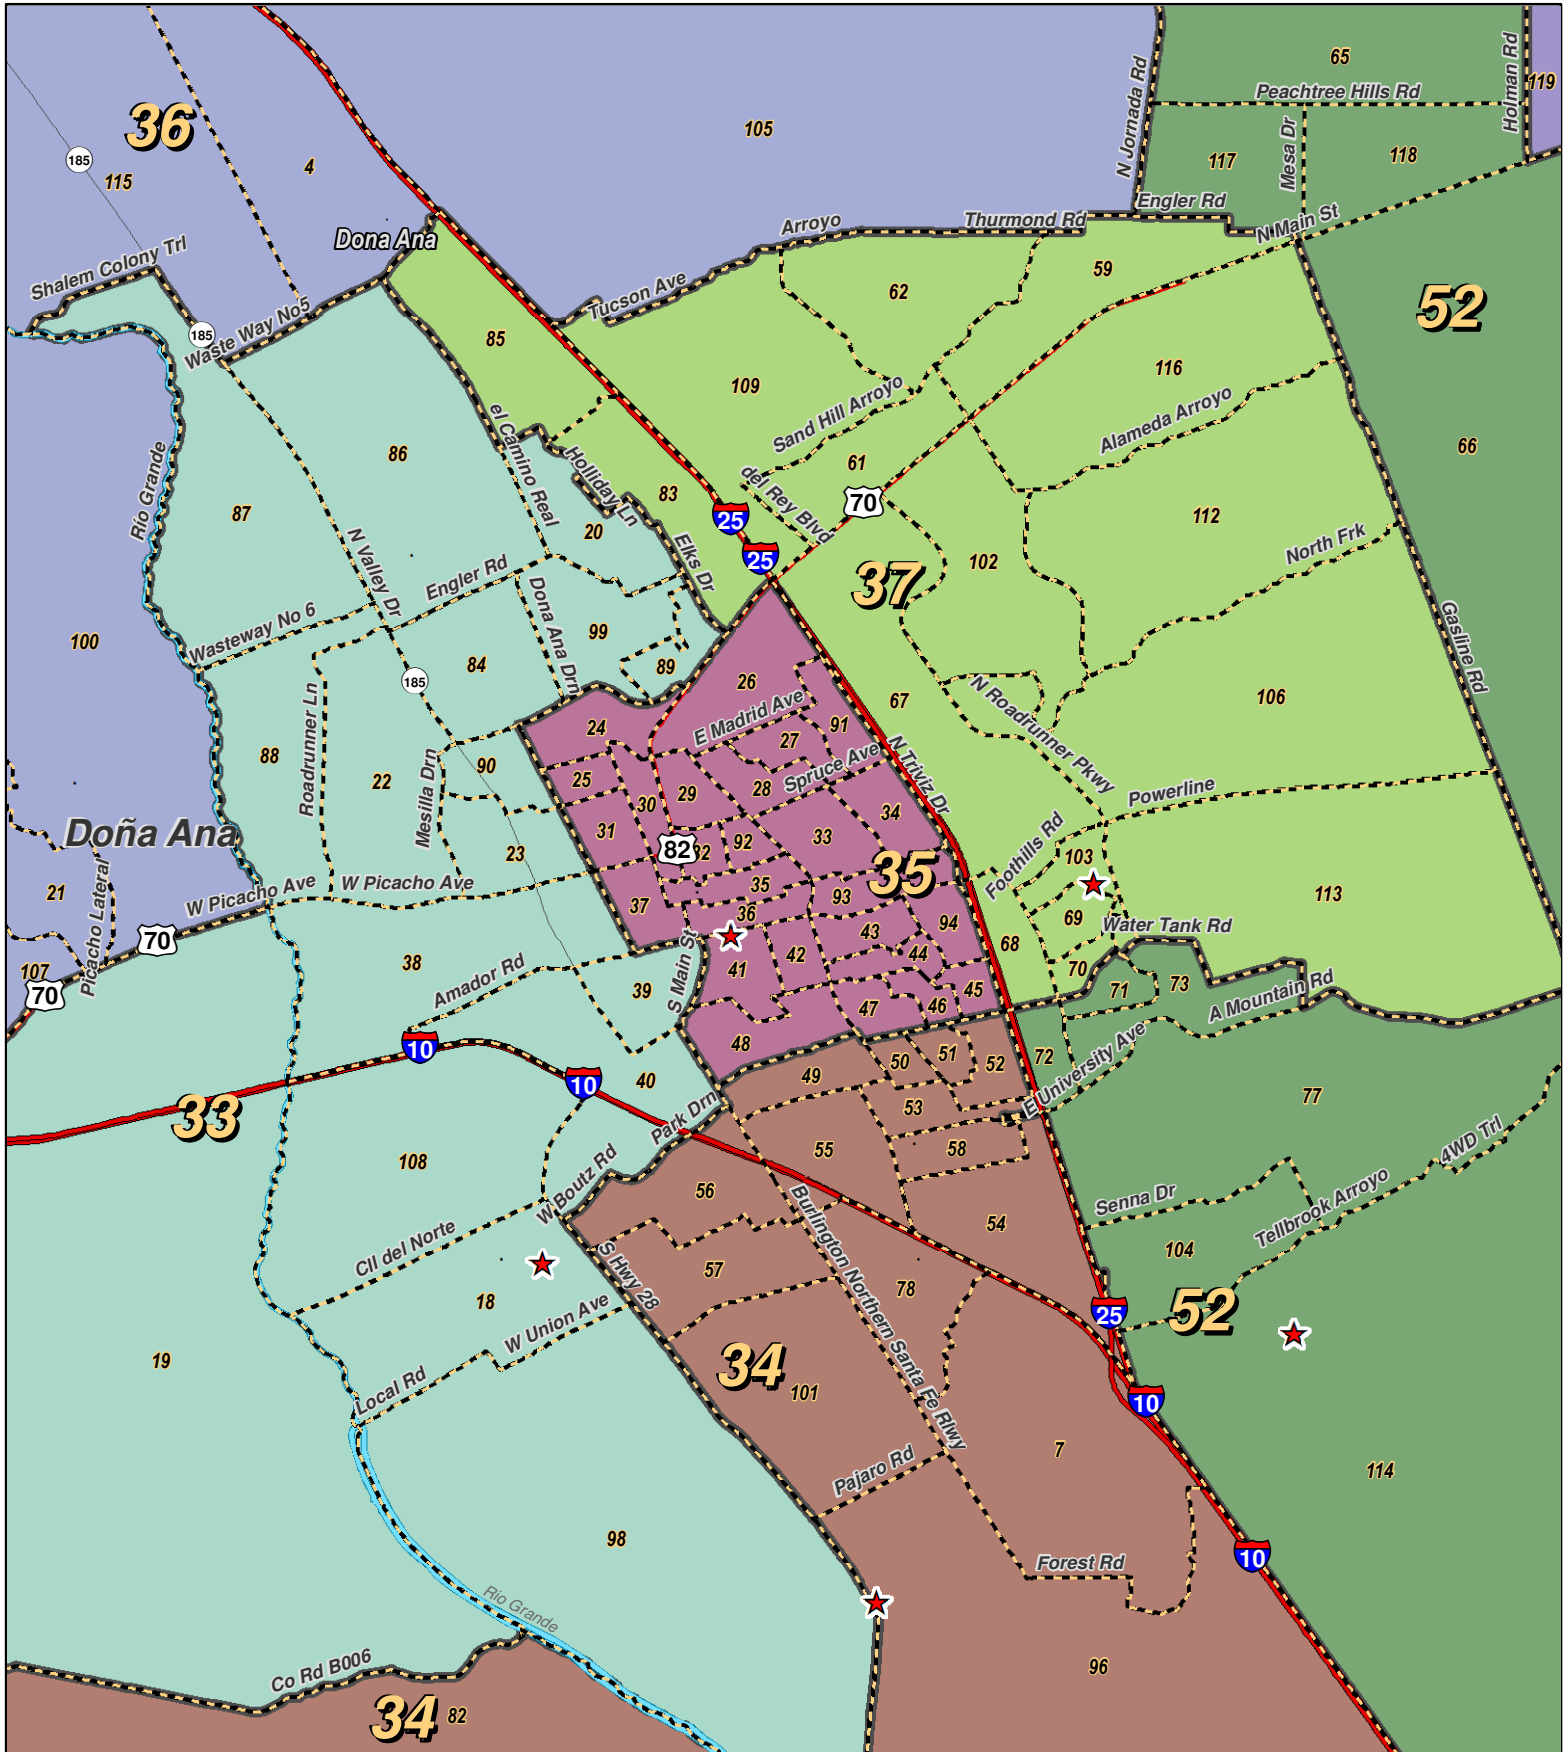 65
119
Peachtree Hills Rd
Holman Rd
36
105
N Jornada Rd
Mesa Dr
117
118
185
115
4
Engler Rd
Arroyo
Thurmond Rd
N Main St
Dona Ana
Shalem Colony Trl
59
62
Tucson Ave
52
185
Waste Way No5
85
116
109
Sand Hill Arroyo
Alameda Arroyo
el Camino Real
66
86
Holliday Ln
61
Rio Grande
del Rey Blvd
83
70
87
25
112
20
N Valley Dr
North Frk
Elks Dr
25
102
Engler Rd
37
Dona Ana Drn
Wasteway No 6
99
100
Gasline Rd
84
89
185
26
N Roadrunner Pkwy
67
106
E Madrid Ave
24
91
27
Roadrunner Ln
88
90
N Triviz Dr
Spruce Ave
22
25
28
29
Powerline
Mesilla Drn
30
34
Doña Ana
31
33
92
82
32
Foothills Rd
23
103
35
35
W Picacho Ave
W Picacho Ave
21
Picacho Lateral
93
113
37
36
69
94
Water Tank Rd
43
70
68
S Main St
42
44
38
41
107
70
Amador Rd
70
71
73
A Mountain Rd
39
45
46
47
10
48
72
50
51
52
E University Ave
49
10
40
77
33
Park Drn
53
4WD Trl
55
58
108
W Boutz Rd
56
Senna Dr
Burlington Northern Santa Fe Rlwy
54
Tellbrook Arroyo
Cll del Norte
104
S Hwy 28
57
78
18
25
52
W Union Ave
19
34
101
Local Rd
10
7
Pajaro Rd
114
98
10
Forest Rd
Rio Grande
Co Rd B006
96
34
82